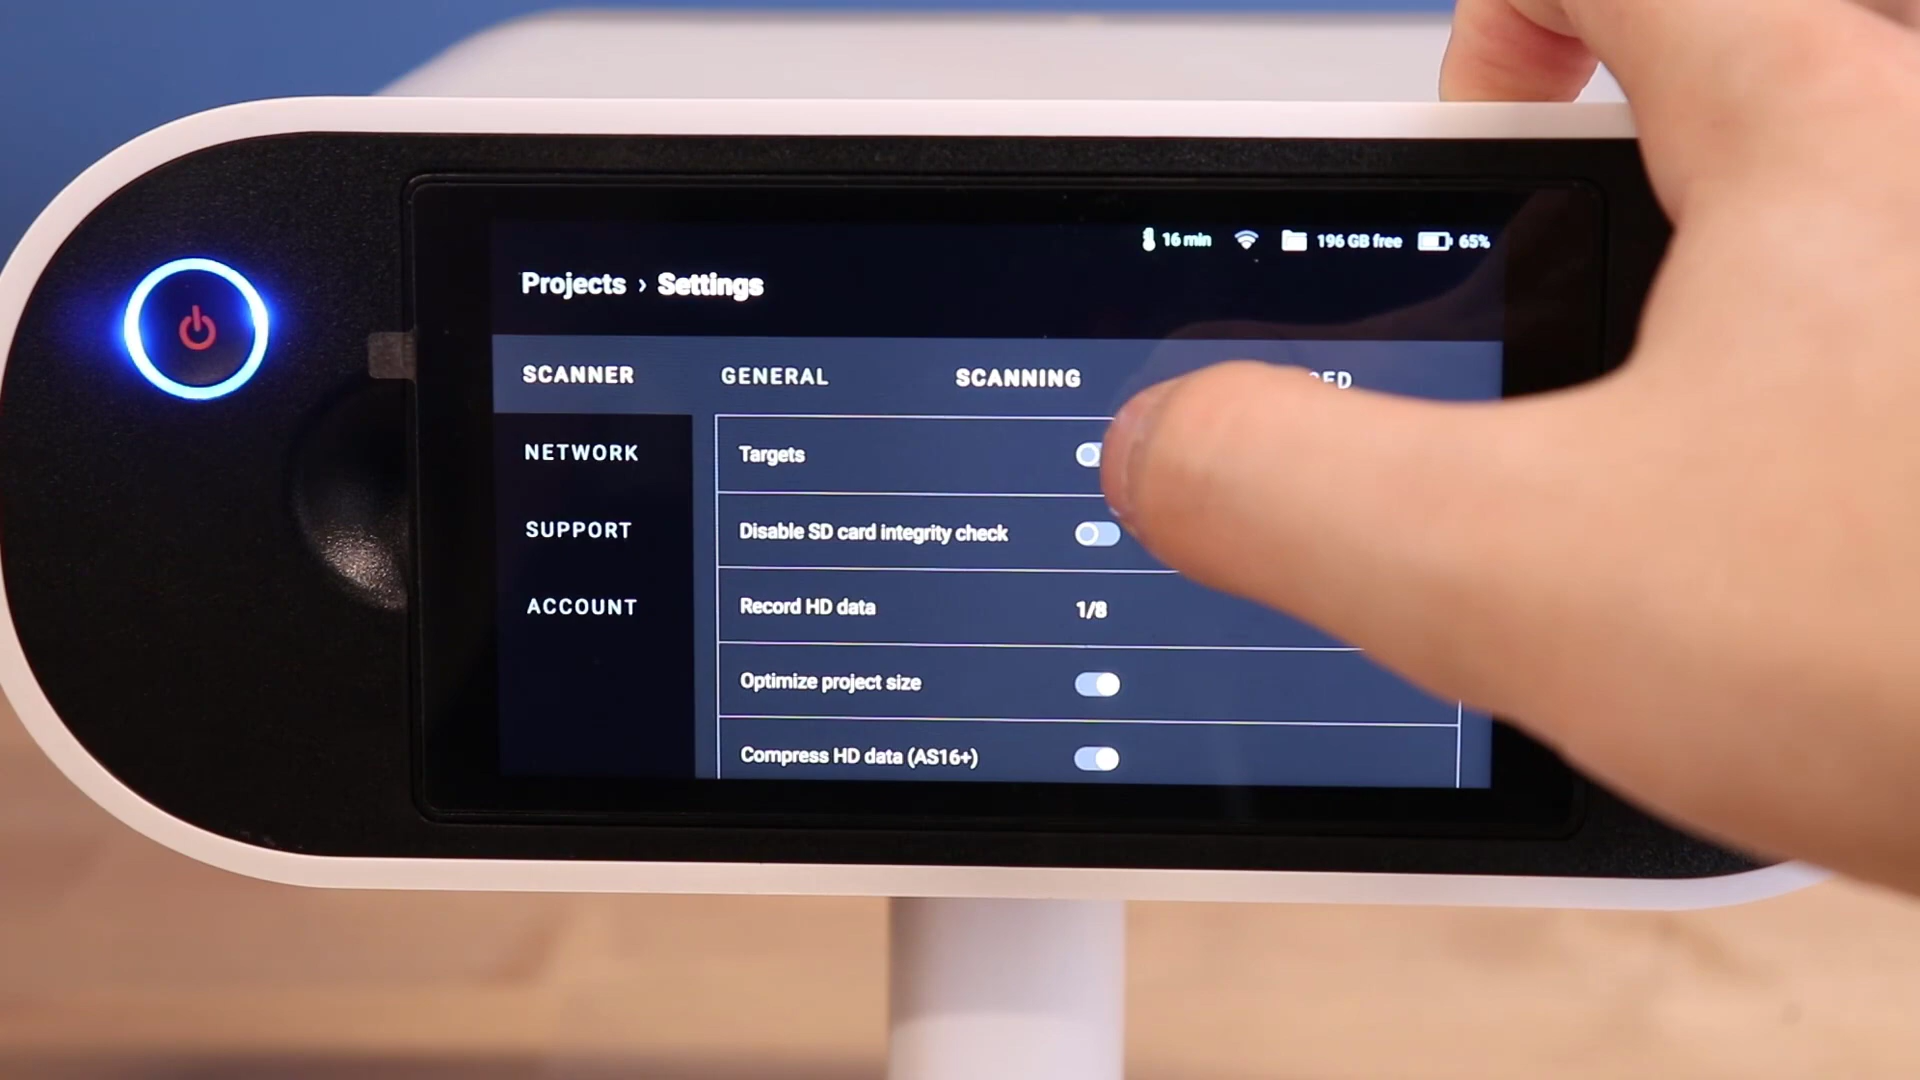 16 min 196 GB free 65%
Projects › Settings
SCANNER GENERAL SCANNING
NETWORK
SUPPORT
ACCOUNT
Targets
Disable SD card integrity check
Record HD data 1/8
Optimize project size
Compress HD data (AS16+)